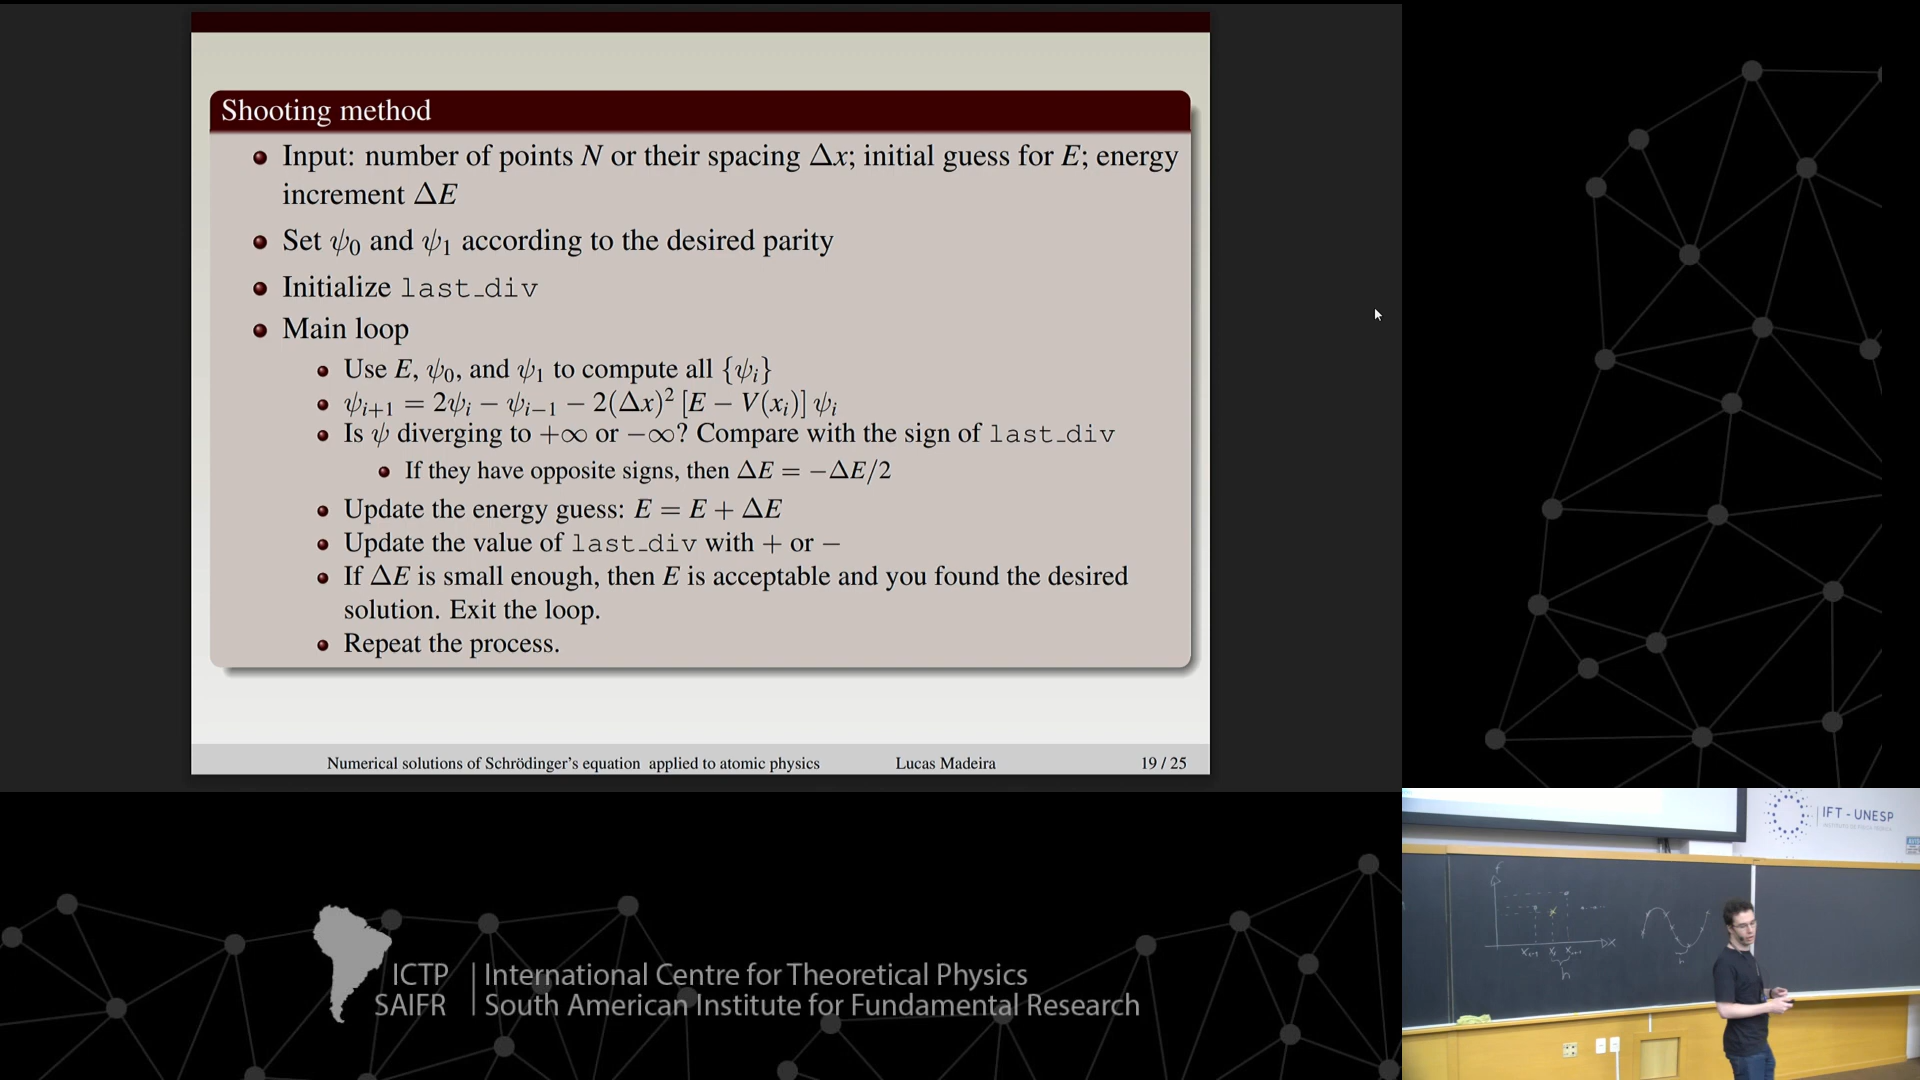 Shooting method
Input: number of points N or their spacing Δx; initial guess for E; energy
increment ΔE
Set ψ0 and ψ1 according to the desired parity
Initialize last_div
Main loop
Use E, ψ0, and ψ1 to compute all {ψi}
ψi+1 = 2ψi − ψi−1 − 2(Δx)² [E − V(xi)] ψi
Is ψ diverging to +∞ or −∞? Compare with the sign of last_div
If they have opposite signs, then ΔE = −ΔE/2
Update the energy guess: E = E + ΔE
Update the value of last_div with + or −
If ΔE is small enough, then E is acceptable and you found the desired
solution. Exit the loop.
Repeat the process.
Numerical solutions of Schrödinger's equation applied to atomic physics Lucas Madeira 19 / 25
IFT - UNESP
ICTP International Centre for Theoretical Physics
SAIFR South American Institute for Fundamental Research